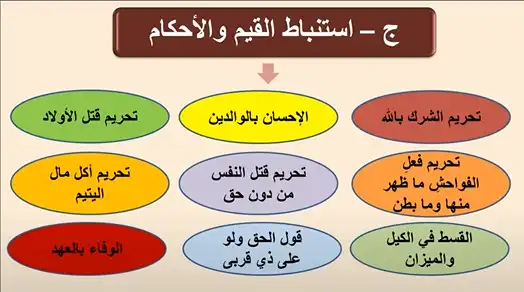 ج – استنباط القيم والأحكام
تحريم الشرك بالله
الإحسان بالوالدين
تحريم قتل الأولاد
تحريم فعل
الفواحش ما ظهر
منها وما بطن
تحريم قتل النفس
من دون حق
تحريم أكل مال
اليتيم
القسط في الكيل
والميزان
قول الحق ولو
على ذي قربى
الوفاء بالعهد